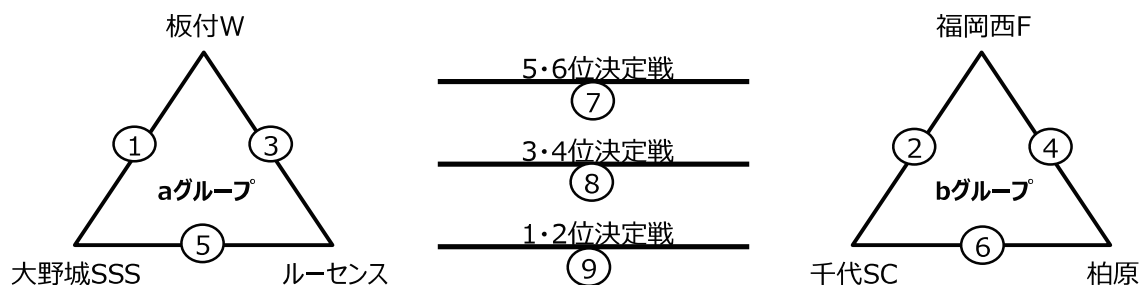 板付W
福岡西F
5・6位決定戦
⑦
① ③
② ④
3・4位決定戦
⑧
aグループ
bグループ
1・2位決定戦
⑤
⑥
⑨
大野城SSS
ルーセンス
千代SC
柏原